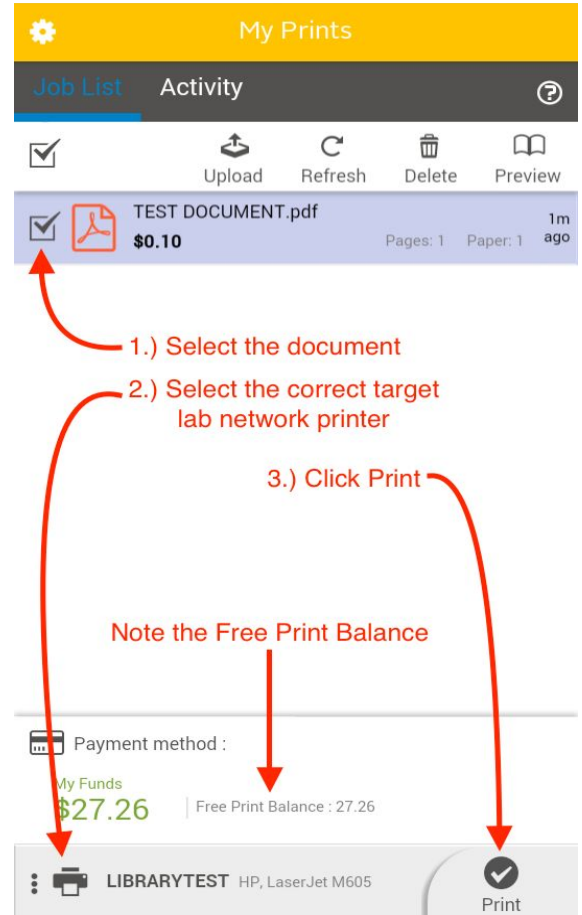 My Prints
Job List Activity
Upload Refresh Delete Preview
TEST DOCUMENT.pdf
$0.10 Pages: 1 Paper: 1 1m ago
1.) Select the document
2.) Select the correct target
lab network printer
3.) Click Print
Note the Free Print Balance
Payment method :
My Funds
$27.26 Free Print Balance : 27.26
LIBRARYTEST HP, LaserJet M605
Print